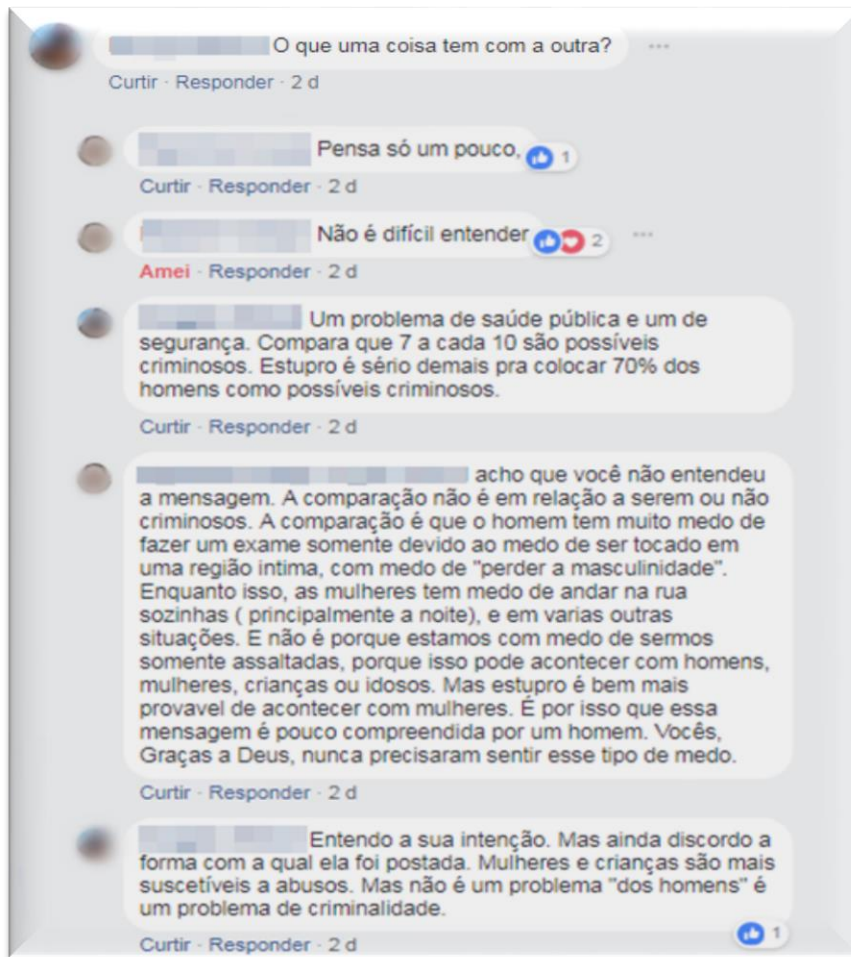 O que uma coisa tem com a outra? ...
Curtir · Responder · 2 d
Pensa só um pouco, 1
Curtir · Responder · 2 d
Não é difícil entender 2 ...
Amei · Responder · 2 d
Um problema de saúde pública e um de
segurança. Compara que 7 a cada 10 são possíveis
criminosos. Estupro é sério demais pra colocar 70% dos
homens como possíveis criminosos.
Curtir · Responder · 2 d
acho que você não entendeu
a mensagem. A comparação não é em relação a serem ou não
criminosos. A comparação é que o homem tem muito medo de
fazer um exame somente devido ao medo de ser tocado em
uma região intima, com medo de "perder a masculinidade".
Enquanto isso, as mulheres tem medo de andar na rua
sozinhas ( principalmente a noite), e em varias outras
situações. E não é porque estamos com medo de sermos
somente assaltadas, porque isso pode acontecer com homens,
mulheres, crianças ou idosos. Mas estupro é bem mais
provavel de acontecer com mulheres. É por isso que essa
mensagem é pouco compreendida por um homem. Vocês,
Graças a Deus, nunca precisaram sentir esse tipo de medo.
Curtir · Responder · 2 d
Entendo a sua intenção. Mas ainda discordo a
forma com a qual ela foi postada. Mulheres e crianças são mais
suscetíveis a abusos. Mas não é um problema "dos homens" é
um problema de criminalidade.
1
Curtir · Responder · 2 d